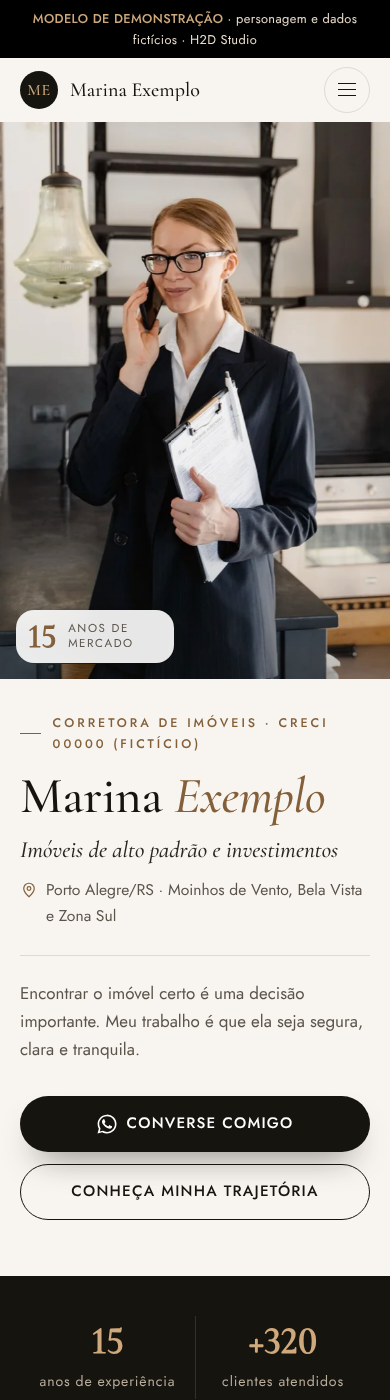 MODELO DE DEMONSTRAÇÃO · personagem e dados
fictícios · H2D Studio
ME
Marina Exemplo
15
ANOS DE
MERCADO
CORRETORA DE IMÓVEIS · CRECI
00000 (FICTÍCIO)
Marina Exemplo
Imóveis de alto padrão e investimentos
Porto Alegre/RS · Moinhos de Vento, Bela Vista
e Zona Sul
Encontrar o imóvel certo é uma decisão
importante. Meu trabalho é que ela seja segura,
clara e tranquila.
CONVERSE COMIGO
CONHEÇA MINHA TRAJETÓRIA
15
anos de experiência
+320
clientes atendidos